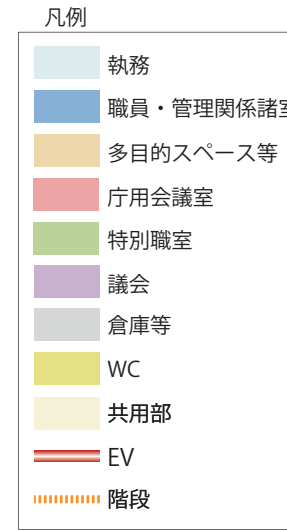 凡例
執務
職員・管理関係諸室
多目的スペース等
庁用会議室
特別職室
議会
倉庫等
WC
共用部
EV
階段